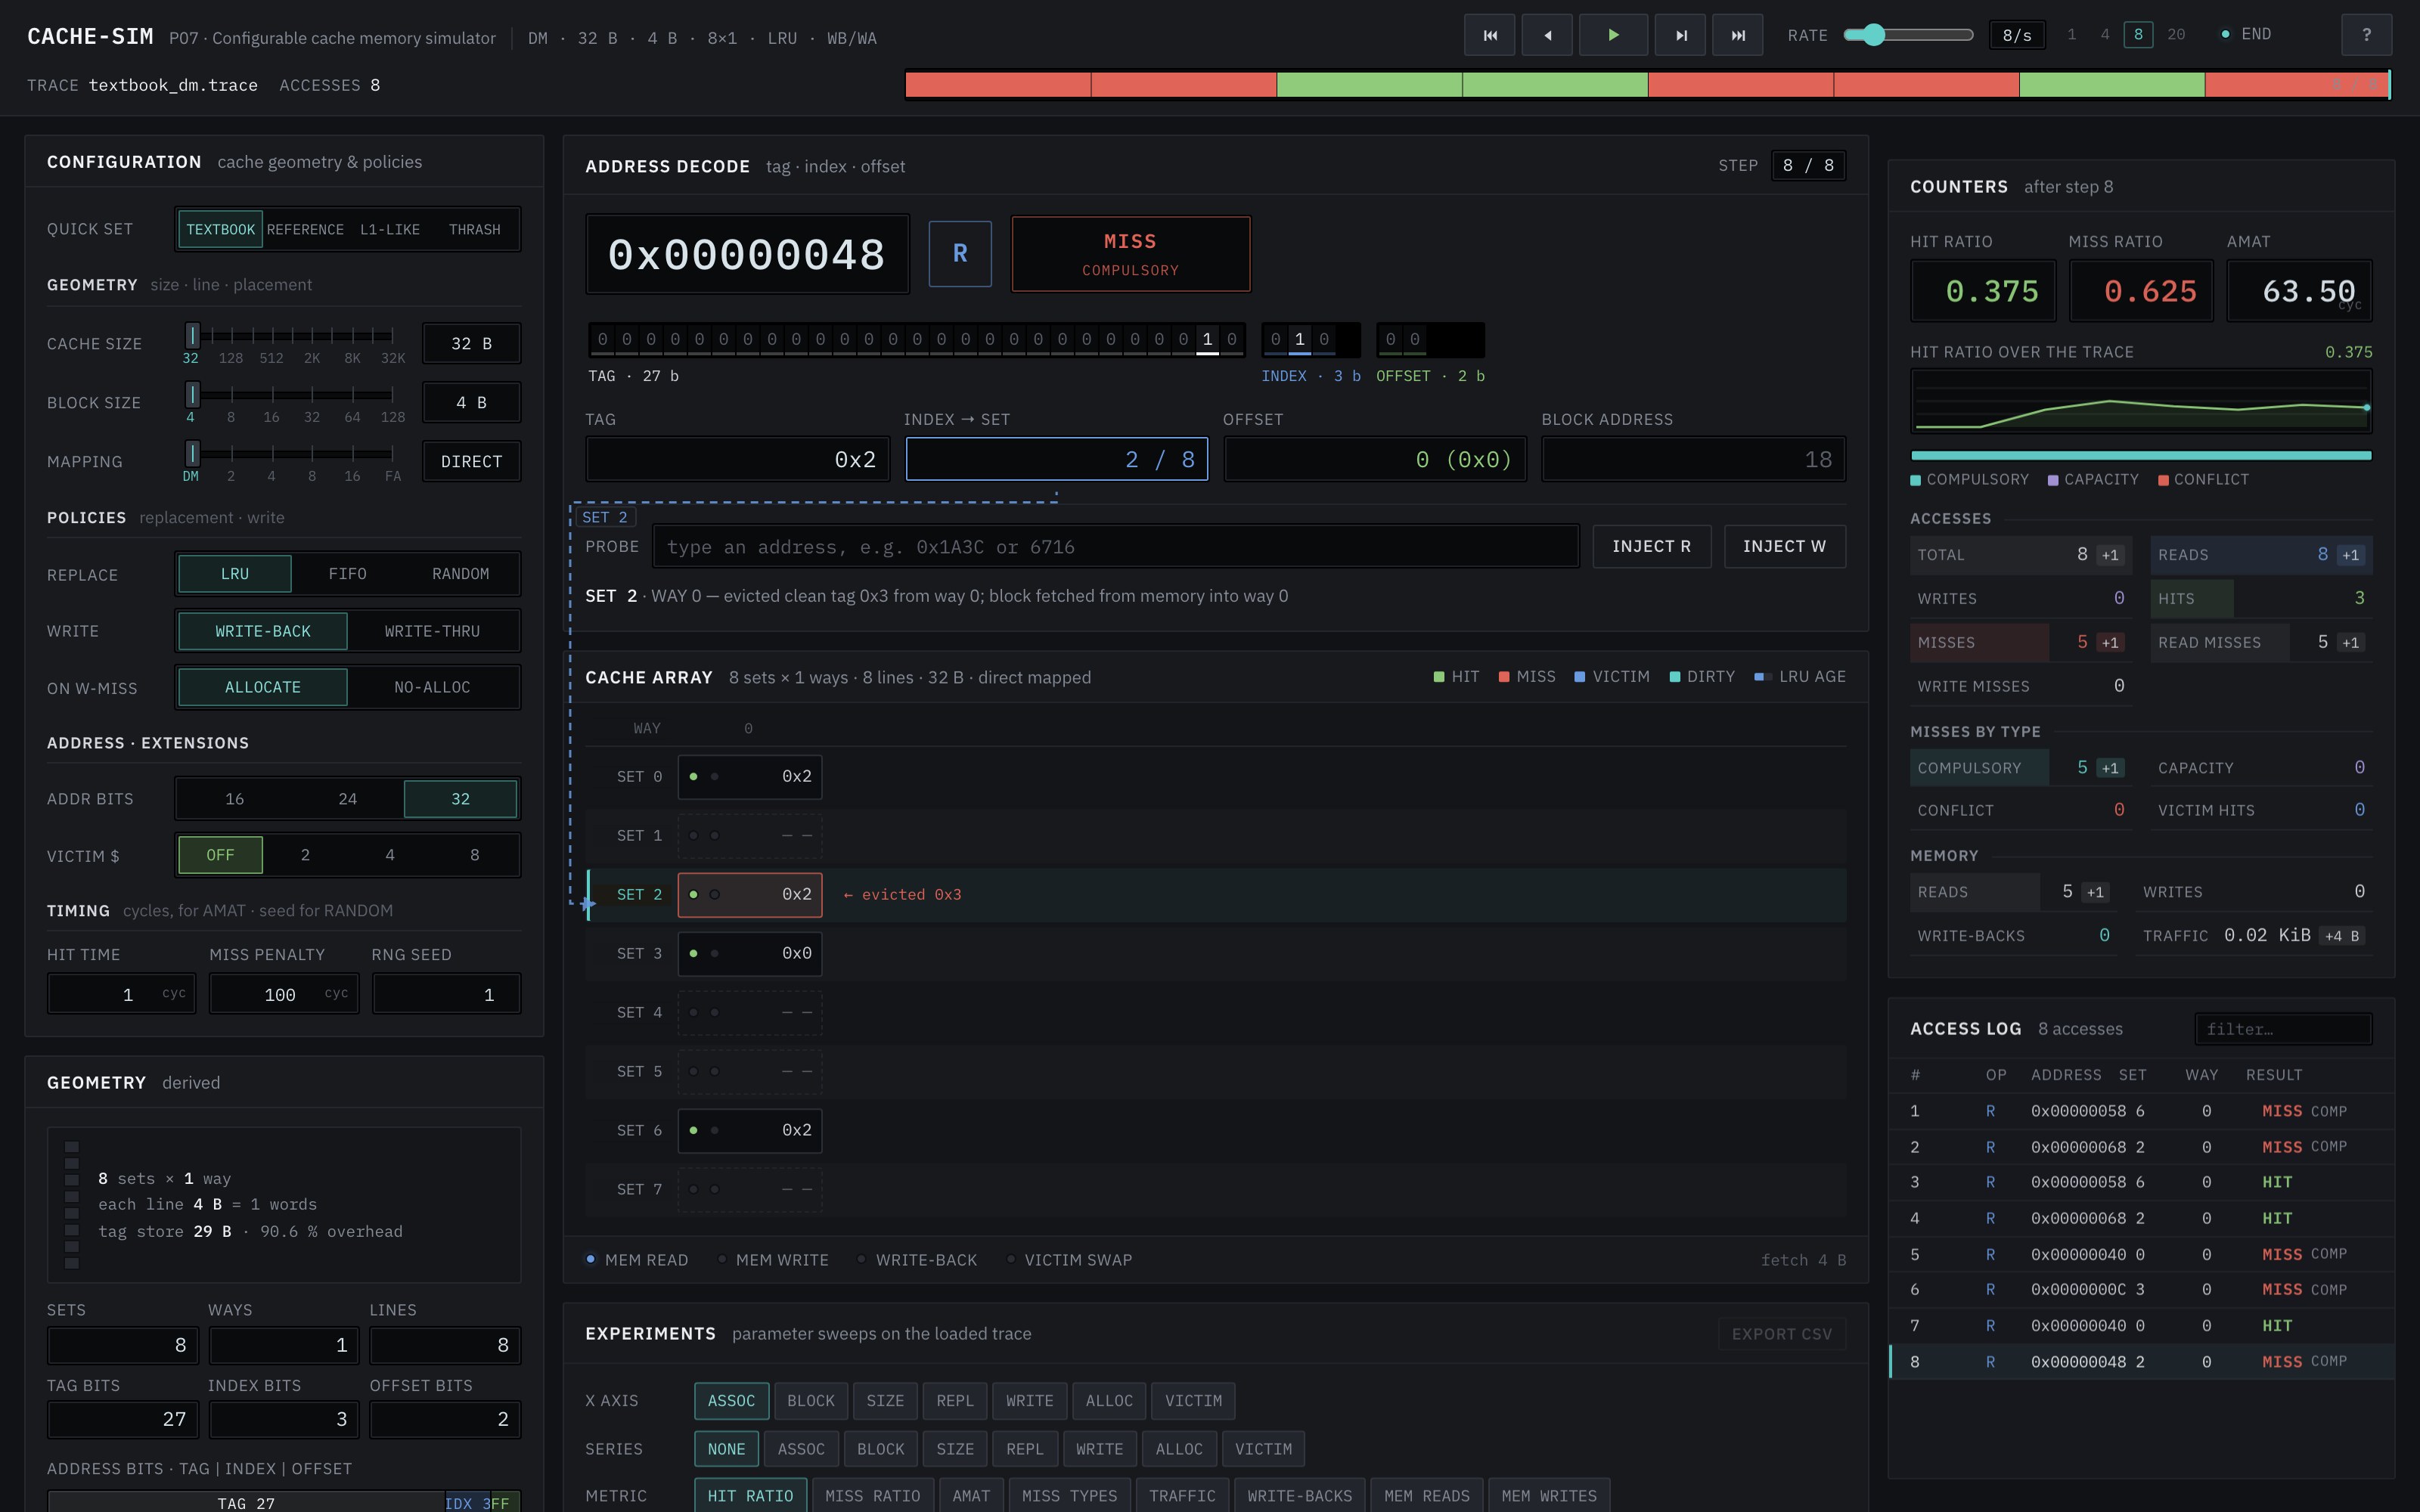 CACHE-SIM P07 · Configurable cache memory simulator DM · 32 B · 4 B · 8×1 · LRU · WB/WA
RATE 8/s 1 4 8 20 END ?
TRACE textbook_dm.trace ACCESSES 8
CONFIGURATION cache geometry & policies
QUICK SET TEXTBOOK REFERENCE L1-LIKE THRASH
GEOMETRY size · line · placement
CACHE SIZE 32 B
32 128 512 2K 8K 32K
BLOCK SIZE 4 B
4 8 16 32 64 128
MAPPING DIRECT
DM 2 4 8 16 FA
POLICIES replacement · write
REPLACE LRU FIFO RANDOM
WRITE WRITE-BACK WRITE-THRU
ON W-MISS ALLOCATE NO-ALLOC
ADDRESS · EXTENSIONS
ADDR BITS 16 24 32
VICTIM $ OFF 2 4 8
TIMING cycles, for AMAT · seed for RANDOM
HIT TIME MISS PENALTY RNG SEED
1 cyc 100 cyc 1
GEOMETRY derived
8 sets × 1 way
each line 4 B = 1 words
tag store 29 B · 90.6 % overhead
SETS WAYS LINES
8 1 8
TAG BITS INDEX BITS OFFSET BITS
27 3 2
ADDRESS BITS · TAG | INDEX | OFFSET
TAG 27 IDX 3 FF
ADDRESS DECODE tag · index · offset STEP 8 / 8
0x00000048 R MISS
COMPULSORY
0 0 0 0 0 0 0 0 0 0 0 0 0 0 0 0 0 0 0 0 0 0 0 0 0 1 0 0 1 0 0 0
TAG · 27 b INDEX · 3 b OFFSET · 2 b
TAG INDEX → SET OFFSET BLOCK ADDRESS
0x2 2 / 8 0 (0x0) 18
SET 2
PROBE type an address, e.g. 0x1A3C or 6716 INJECT R INJECT W
SET 2 · WAY 0 — evicted clean tag 0x3 from way 0; block fetched from memory into way 0
CACHE ARRAY 8 sets × 1 ways · 8 lines · 32 B · direct mapped HIT MISS VICTIM DIRTY LRU AGE
WAY 0
SET 0 0x2
SET 1 – –
SET 2 0x2 ← evicted 0x3
SET 3 0x0
SET 4 – –
SET 5 – –
SET 6 0x2
SET 7 – –
MEM READ MEM WRITE WRITE-BACK VICTIM SWAP fetch 4 B
EXPERIMENTS parameter sweeps on the loaded trace EXPORT CSV
X AXIS ASSOC BLOCK SIZE REPL WRITE ALLOC VICTIM
SERIES NONE ASSOC BLOCK SIZE REPL WRITE ALLOC VICTIM
METRIC HIT RATIO MISS RATIO AMAT MISS TYPES TRAFFIC WRITE-BACKS MEM READS MEM WRITES
COUNTERS after step 8
HIT RATIO MISS RATIO AMAT
0.375 0.625 63.50 cyc
HIT RATIO OVER THE TRACE 0.375
COMPULSORY CAPACITY CONFLICT
ACCESSES
TOTAL 8 +1 READS 8 +1
WRITES 0 HITS 3
MISSES 5 +1 READ MISSES 5 +1
WRITE MISSES 0
MISSES BY TYPE
COMPULSORY 5 +1 CAPACITY 0
CONFLICT 0 VICTIM HITS 0
MEMORY
READS 5 +1 WRITES 0
WRITE-BACKS 0 TRAFFIC 0.02 KiB +4 B
ACCESS LOG 8 accesses filter…
# OP ADDRESS SET WAY RESULT
1 R 0x00000058 6 0 MISS COMP
2 R 0x00000068 2 0 MISS COMP
3 R 0x00000058 6 0 HIT
4 R 0x00000068 2 0 HIT
5 R 0x00000040 0 0 MISS COMP
6 R 0x0000000C 3 0 MISS COMP
7 R 0x00000040 0 0 HIT
8 R 0x00000048 2 0 MISS COMP